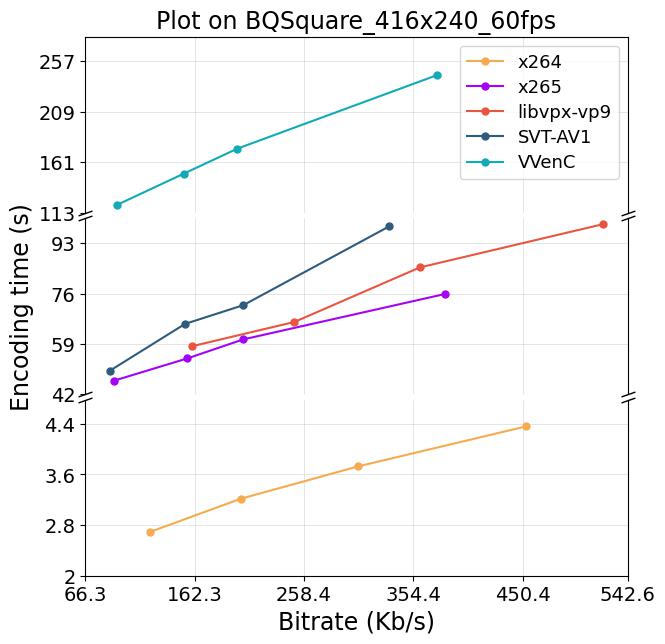 Plot on BQSquare_416x240_60fps
x264
x265
libvpx-vp9
SVT-AV1
VVenC
257
209
161
113
93
76
59
42
4.4
3.6
2.8
2
Encoding time (s)
66.3 162.3 258.4 354.4 450.4 542.6
Bitrate (Kb/s)